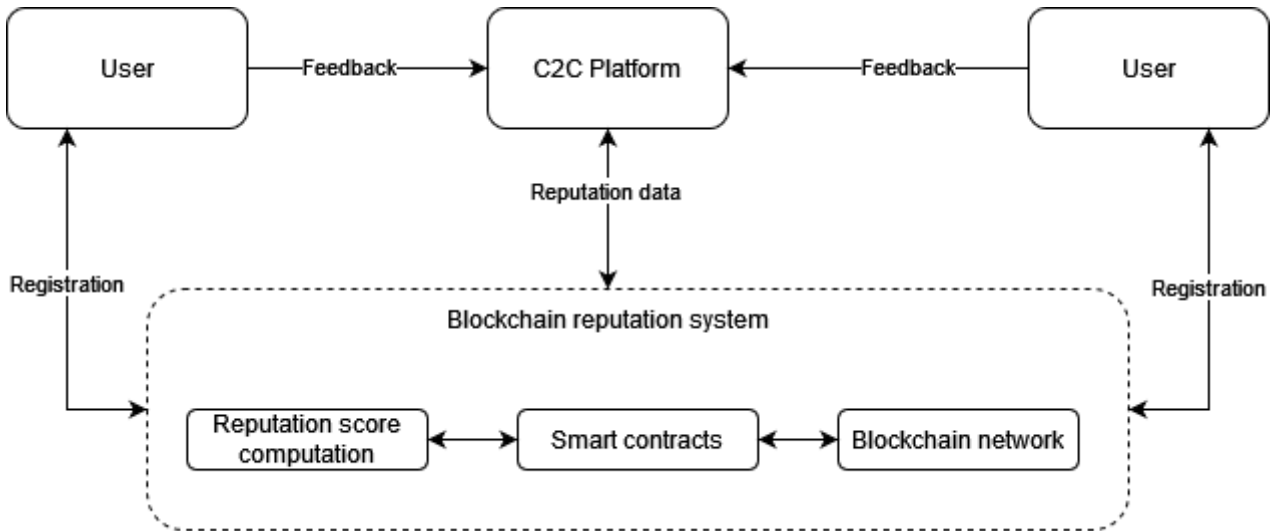 User
Feedback
C2C Platform
Feedback
User
Reputation data
Registration
Registration
Blockchain reputation system
Reputation score
computation
Smart contracts
Blockchain network